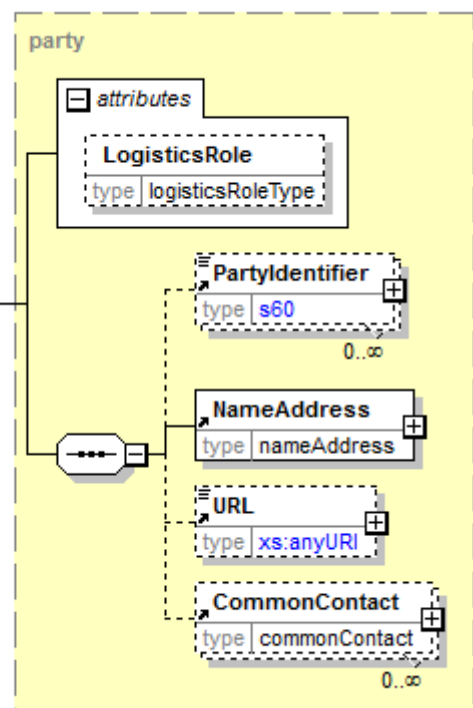 party
attributes
LogisticsRole
type logisticsRoleType
PartyIdentifier
type s60
0..∞
NameAddress
type nameAddress
URL
type xs:anyURI
CommonContact
type commonContact
0..∞